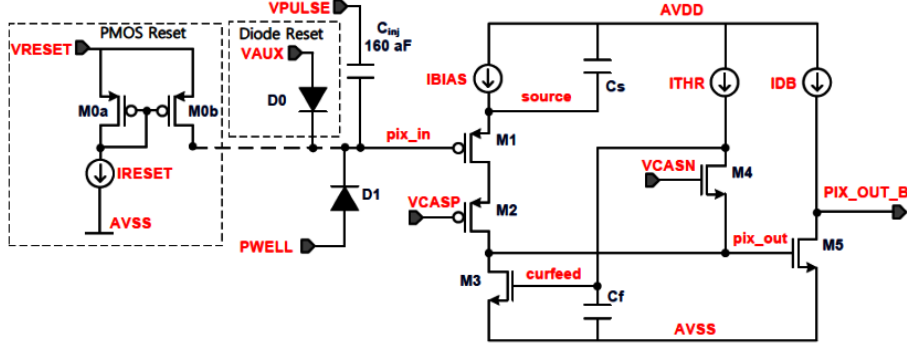 VPULSE
AVDD
PMOS Reset
Diode Reset
Cinj
160 aF
VRESET
VAUX
IBIAS
Cs
ITHR
IDB
source
M0a
M0b
D0
pix_in
M1
VCASN
M4
IRESET
D1
VCASP
M2
PIX_OUT_B
AVSS
pix_out
M5
PWELL
M3
curfeed
Cf
AVSS